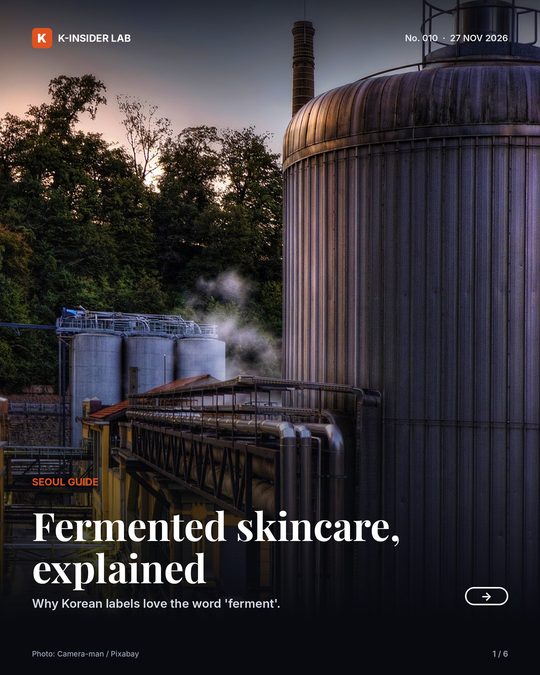 K K-INSIDER LAB
No. 010 · 27 NOV 2026
SEOUL GUIDE
Fermented skincare,
explained
Why Korean labels love the word 'ferment'.
Photo: Camera-man / Pixabay
1 / 6